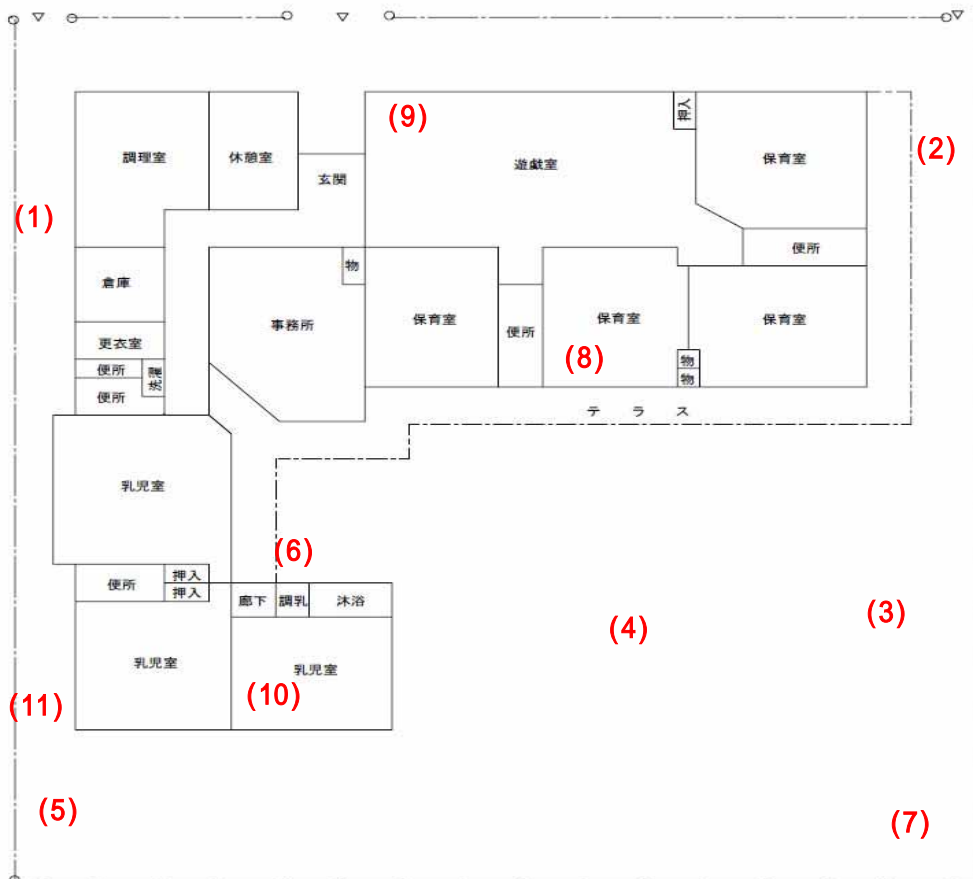 (9)
押入
(2)
調理室
休憩室
玄関
遊戯室
保育室
(1)
便所
物
倉庫
事務所
保育室
便所
保育室
保育室
更衣室
(8)
物
便所
洗濯
物
便所
テラス
乳児室
(6)
便所
押入
押入
廊下
調乳
沐浴
(3)
(4)
乳児室
乳児室
(10)
(11)
(5)
(7)